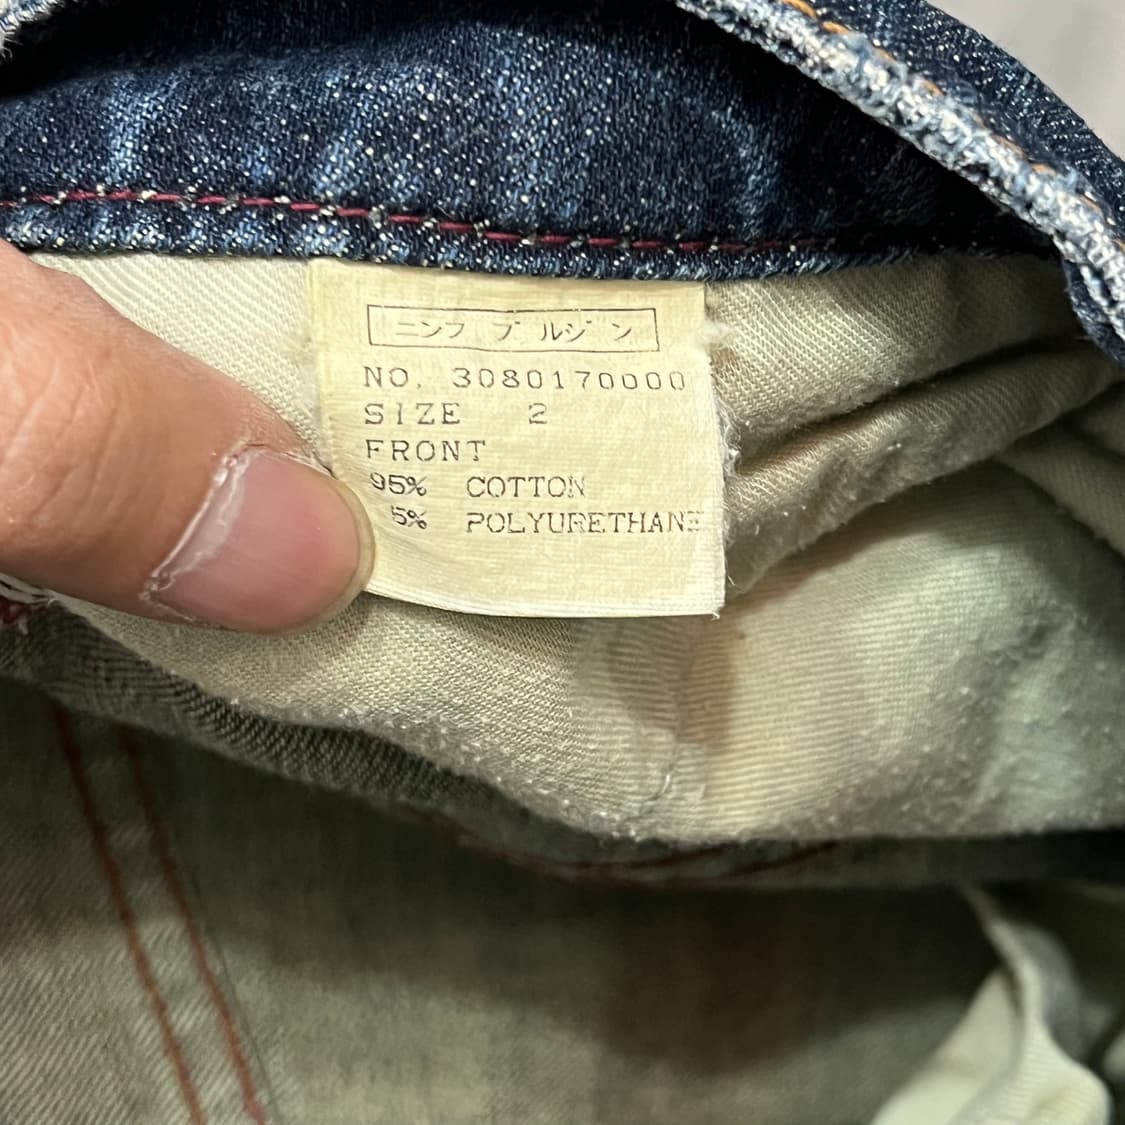 ニンフ ブルジン
NO. 3080170000
SIZE 2
FRONT
95% COTTON
5% POLYURETHANE